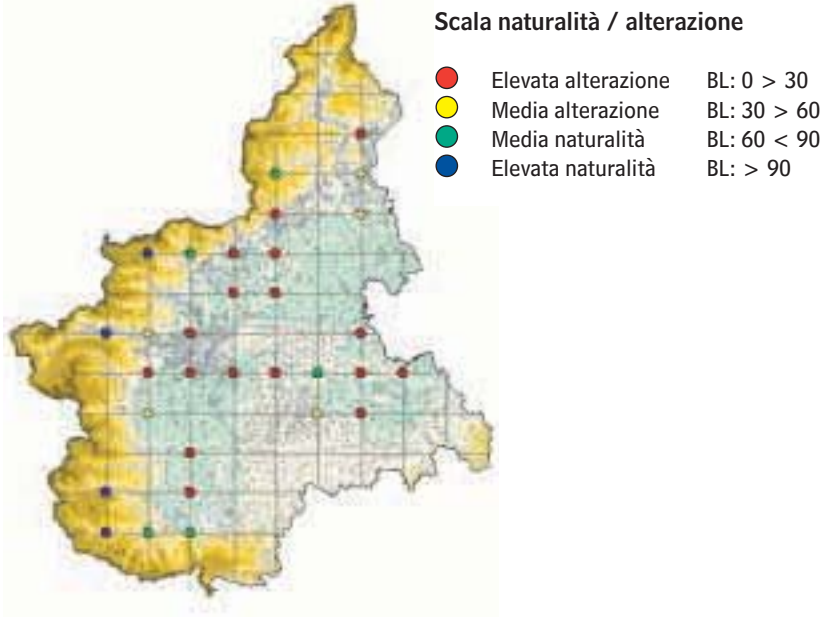 Scala naturalità / alterazione
Elevata alterazione BL: 0 > 30
Media alterazione BL: 30 > 60
Media naturalità BL: 60 < 90
Elevata naturalità BL: > 90